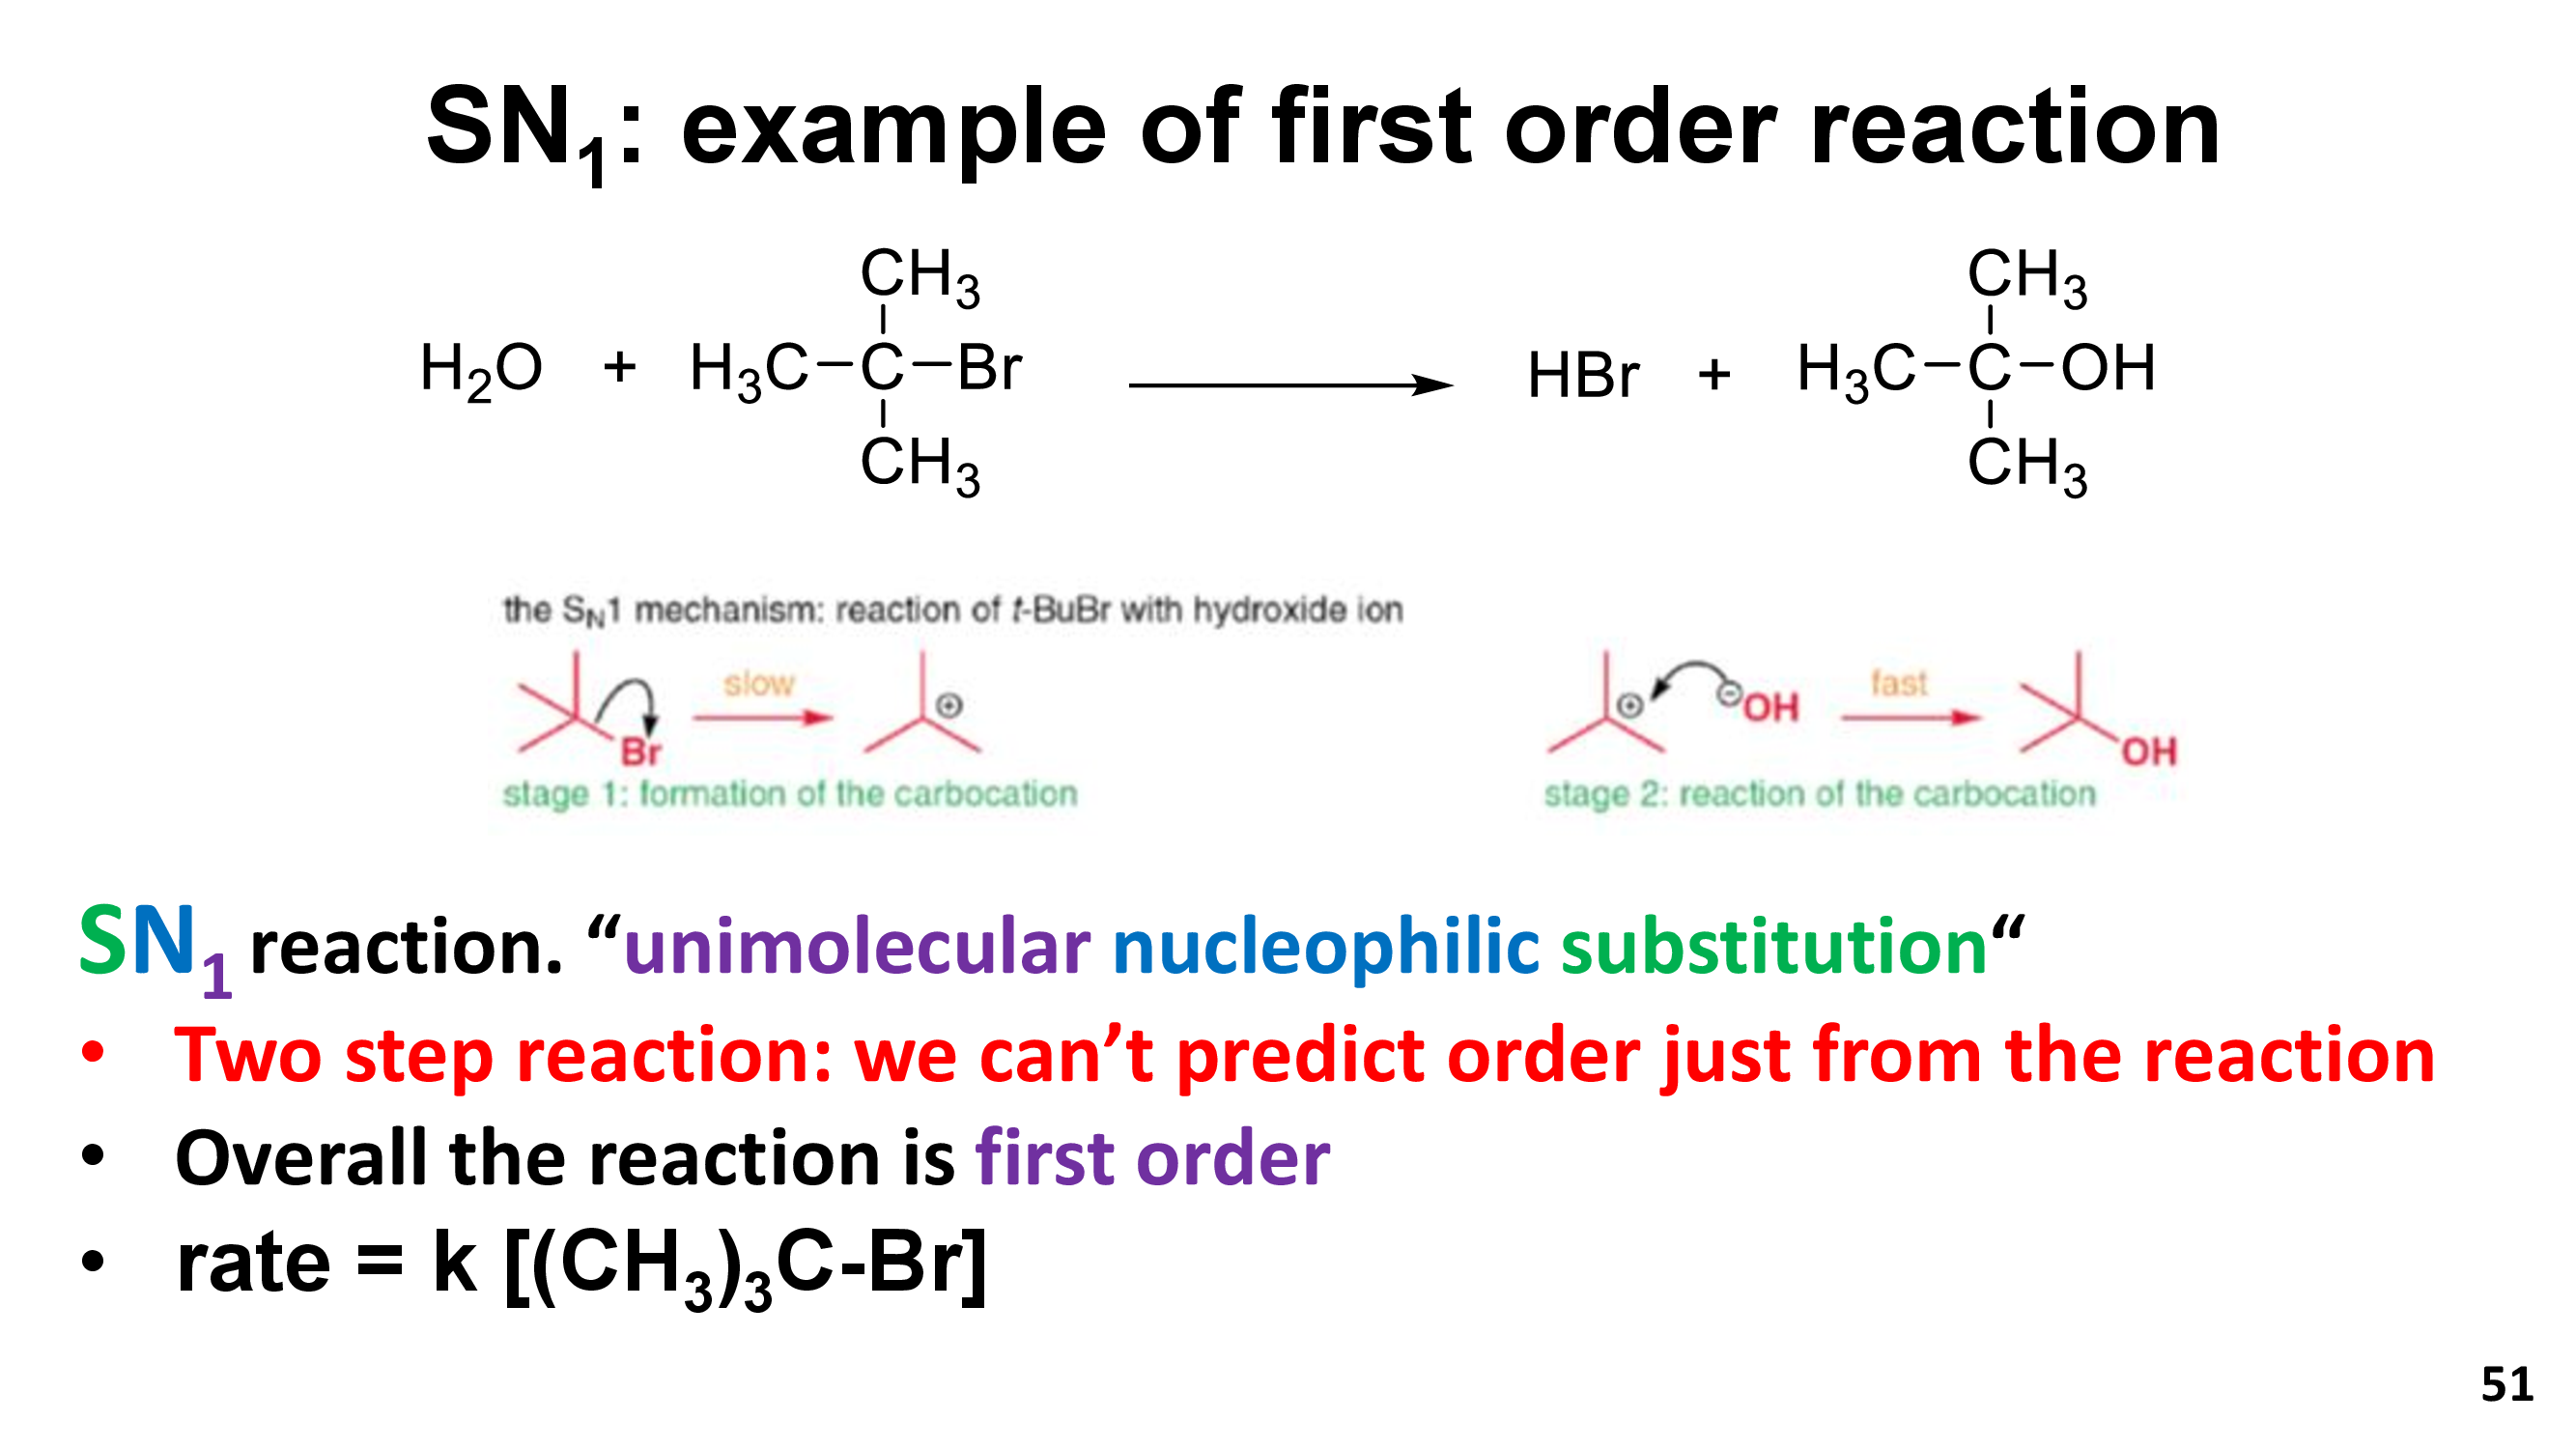 SN₁: example of first order reaction
CH₃ CH₃
H₂O + H₃C–C–Br HBr + H₃C–C–OH
CH₃ CH₃
the S_N1 mechanism: reaction of t-BuBr with hydroxide ion
slow ⊕ ⊕ ⊖OH fast
Br OH
stage 1: formation of the carbocation stage 2: reaction of the carbocation
SN₁ reaction. “unimolecular nucleophilic substitution“
• Two step reaction: we can’t predict order just from the reaction
• Overall the reaction is first order
• rate = k [(CH₃)₃C-Br]
51